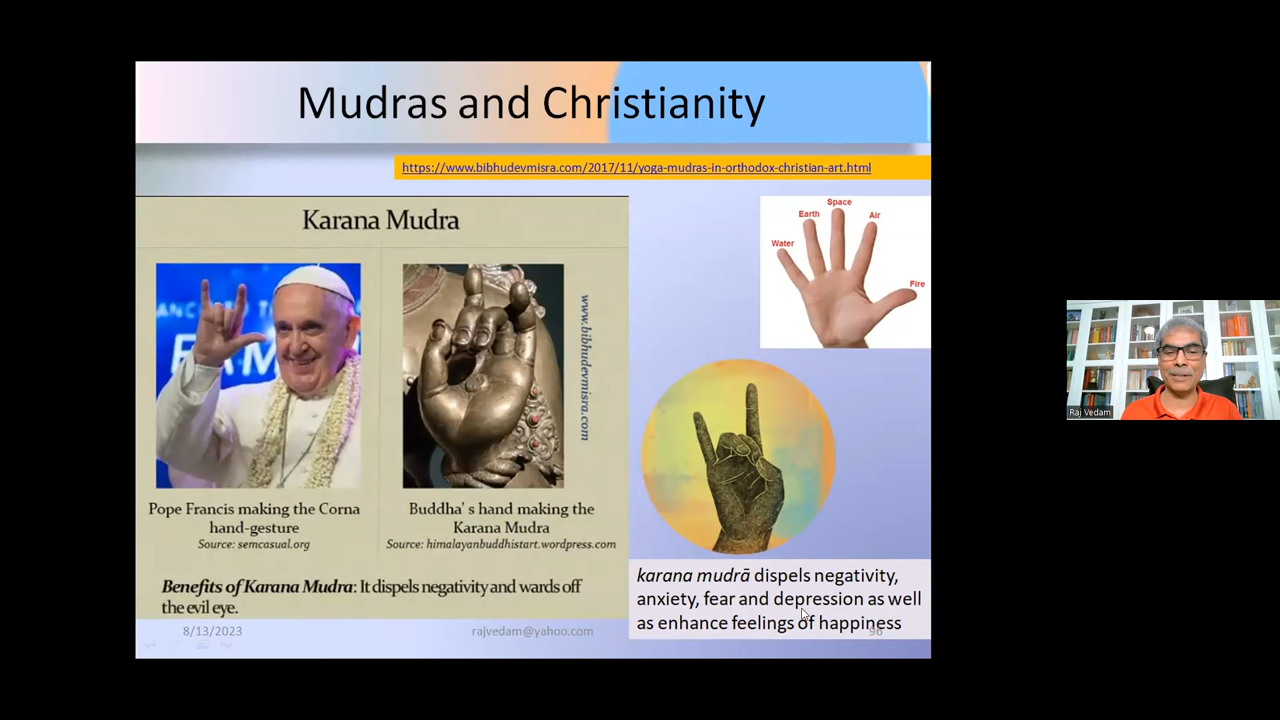 Mudras and Christianity
https://www.bibhudevmisra.com/2017/11/yoga-mudras-in-orthodox-christian-art.html
Karana Mudra
www.bibhudevmisra.com
Pope Francis making the Corna
hand-gesture
Source: semcasual.org
Buddha's hand making the
Karana Mudra
Source: himalayanbuddhistart.wordpress.com
Benefits of Karana Mudra: It dispels negativity and wards off
the evil eye.
Space
Earth
Air
Water
Fire
karana mudrā dispels negativity,
anxiety, fear and depression as well
as enhance feelings of happiness
8/13/2023
rajvedam@yahoo.com
96
Raj Vedam